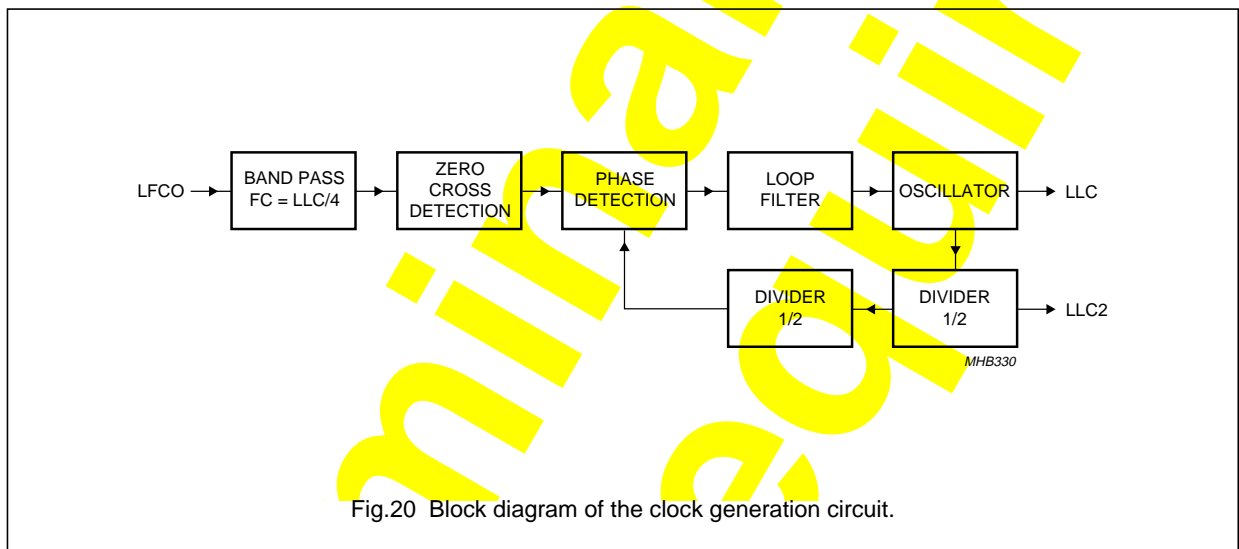 LFCO
BAND PASS
FC = LLC/4
ZERO
CROSS
DETECTION
PHASE
DETECTION
LOOP
FILTER
OSCILLATOR
LLC
DIVIDER
1/2
DIVIDER
1/2
LLC2
MHB330
Fig.20 Block diagram of the clock generation circuit.